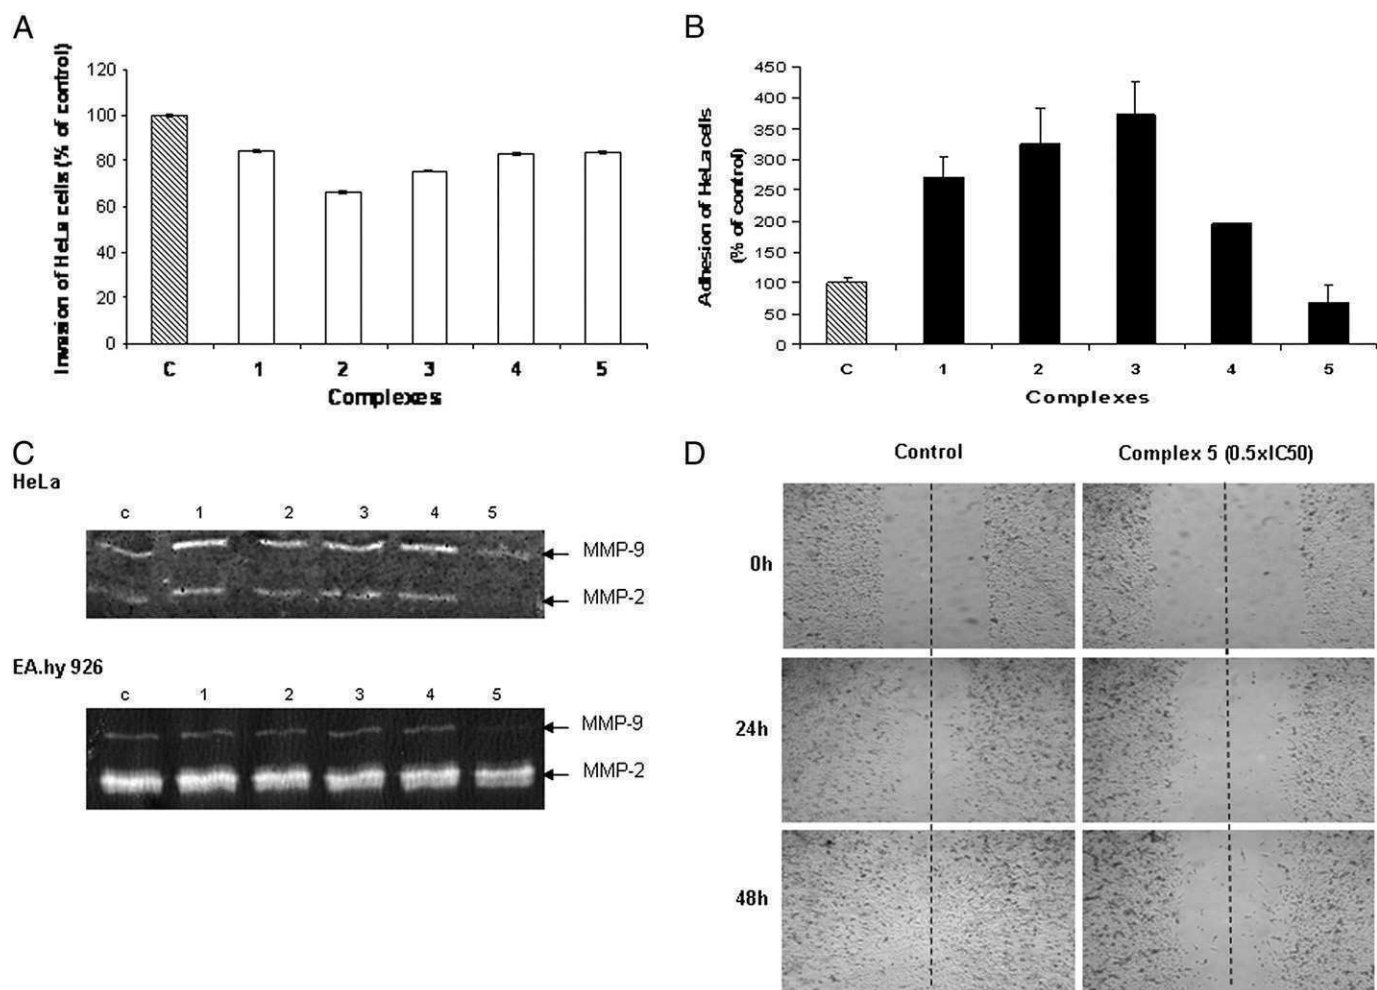 A
Invasion of HeLa cells (% of control)
120
100
80
60
40
20
0
C 1 2 3 4 5
Complexes
B
Adhesion of HeLa cells
(% of control)
450
400
350
300
250
200
150
100
50
0
C 1 2 3 4 5
Complexes
C
HeLa
c 1 2 3 4 5
MMP-9
MMP-2
EA.hy 926
c 1 2 3 4 5
MMP-9
MMP-2
D
Control Complex 5 (0.5xIC50)
0h
24h
48h